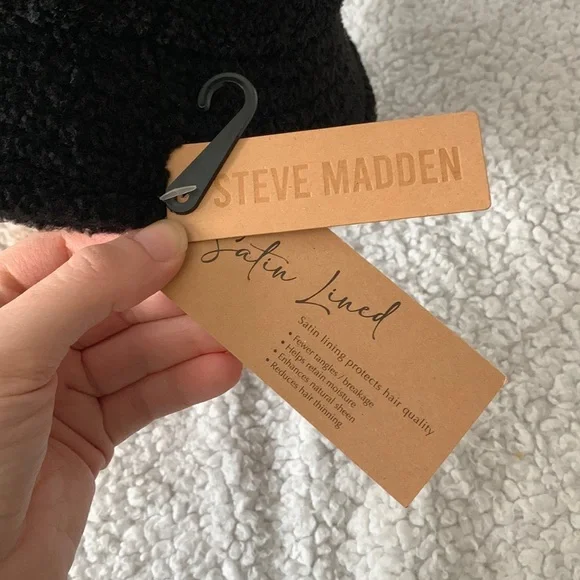 STEVE MADDEN
Satin Lined
Satin lining protects hair quality
• Fewer tangles / breakage
• Helps retain moisture
• Enhances natural sheen
• Reduces hair thinning